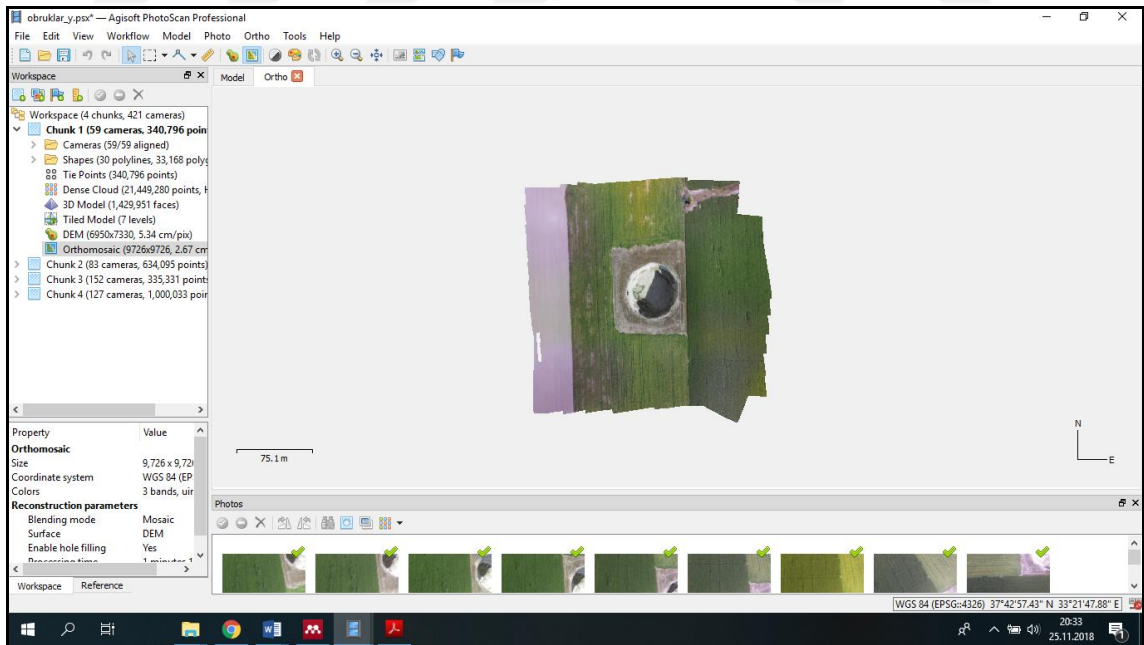 obruklar_y.psx* — Agisoft PhotoScan Professional
File Edit View Workflow Model Photo Ortho Tools Help
Workspace
Model Ortho
Workspace (4 chunks, 421 cameras)
Chunk 1 (59 cameras, 340,796 poin
Cameras (59/59 aligned)
Shapes (30 polylines, 33,168 polyg
Tie Points (340,796 points)
Dense Cloud (21,449,280 points, H
3D Model (1,429,951 faces)
Tiled Model (7 levels)
DEM (6950x7330, 5.34 cm/pix)
Orthomosaic (9726x9726, 2.67 cm
Chunk 2 (83 cameras, 634,095 points)
Chunk 3 (152 cameras, 335,331 points
Chunk 4 (127 cameras, 1,000,033 poin
Property Value
Orthomosaic
Size 9,726 x 9,72
Coordinate system WGS 84 (EP
Colors 3 bands, uin
Reconstruction parameters
Blending mode Mosaic
Surface DEM
Enable hole filling Yes
Workspace Reference
75.1 m
N
E
Photos
WGS 84 (EPSG::4326) 37°42'57.43" N 33°21'47.88" E
20:33
25.11.2018